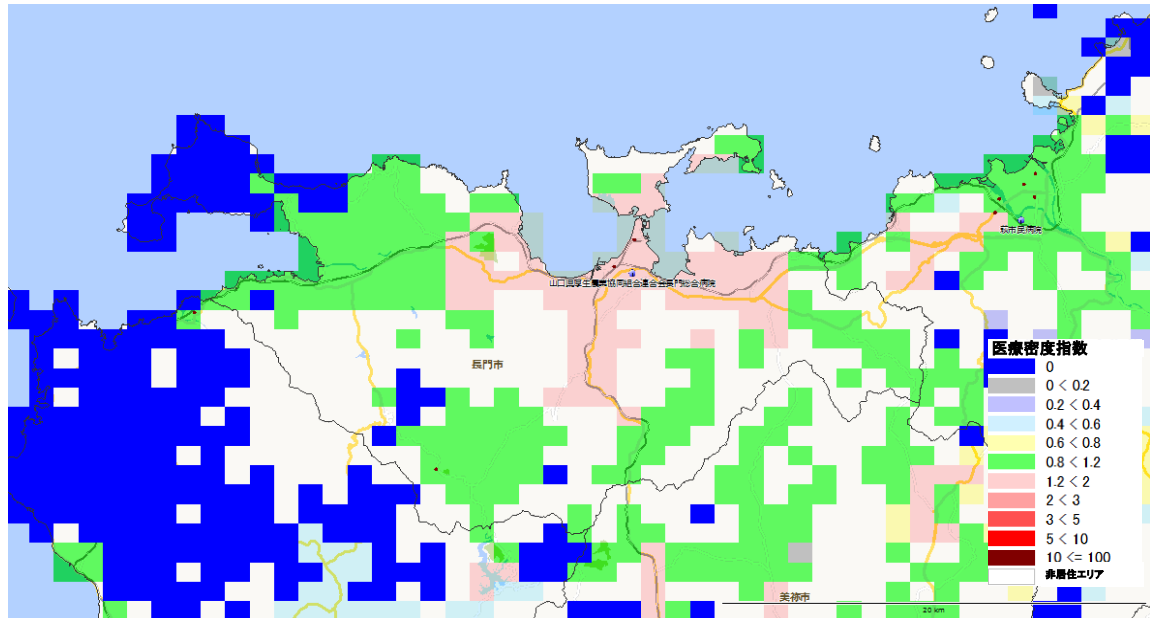 萩市民病院
山口県厚生農業協同組合連合会長門総合病院
長門市
医療密度指数
0
0 < 0.2
0.2 < 0.4
0.4 < 0.6
0.6 < 0.8
0.8 < 1.2
1.2 < 2
2 < 3
3 < 5
5 < 10
10 <= 100
非居住エリア
美祢市
20 km